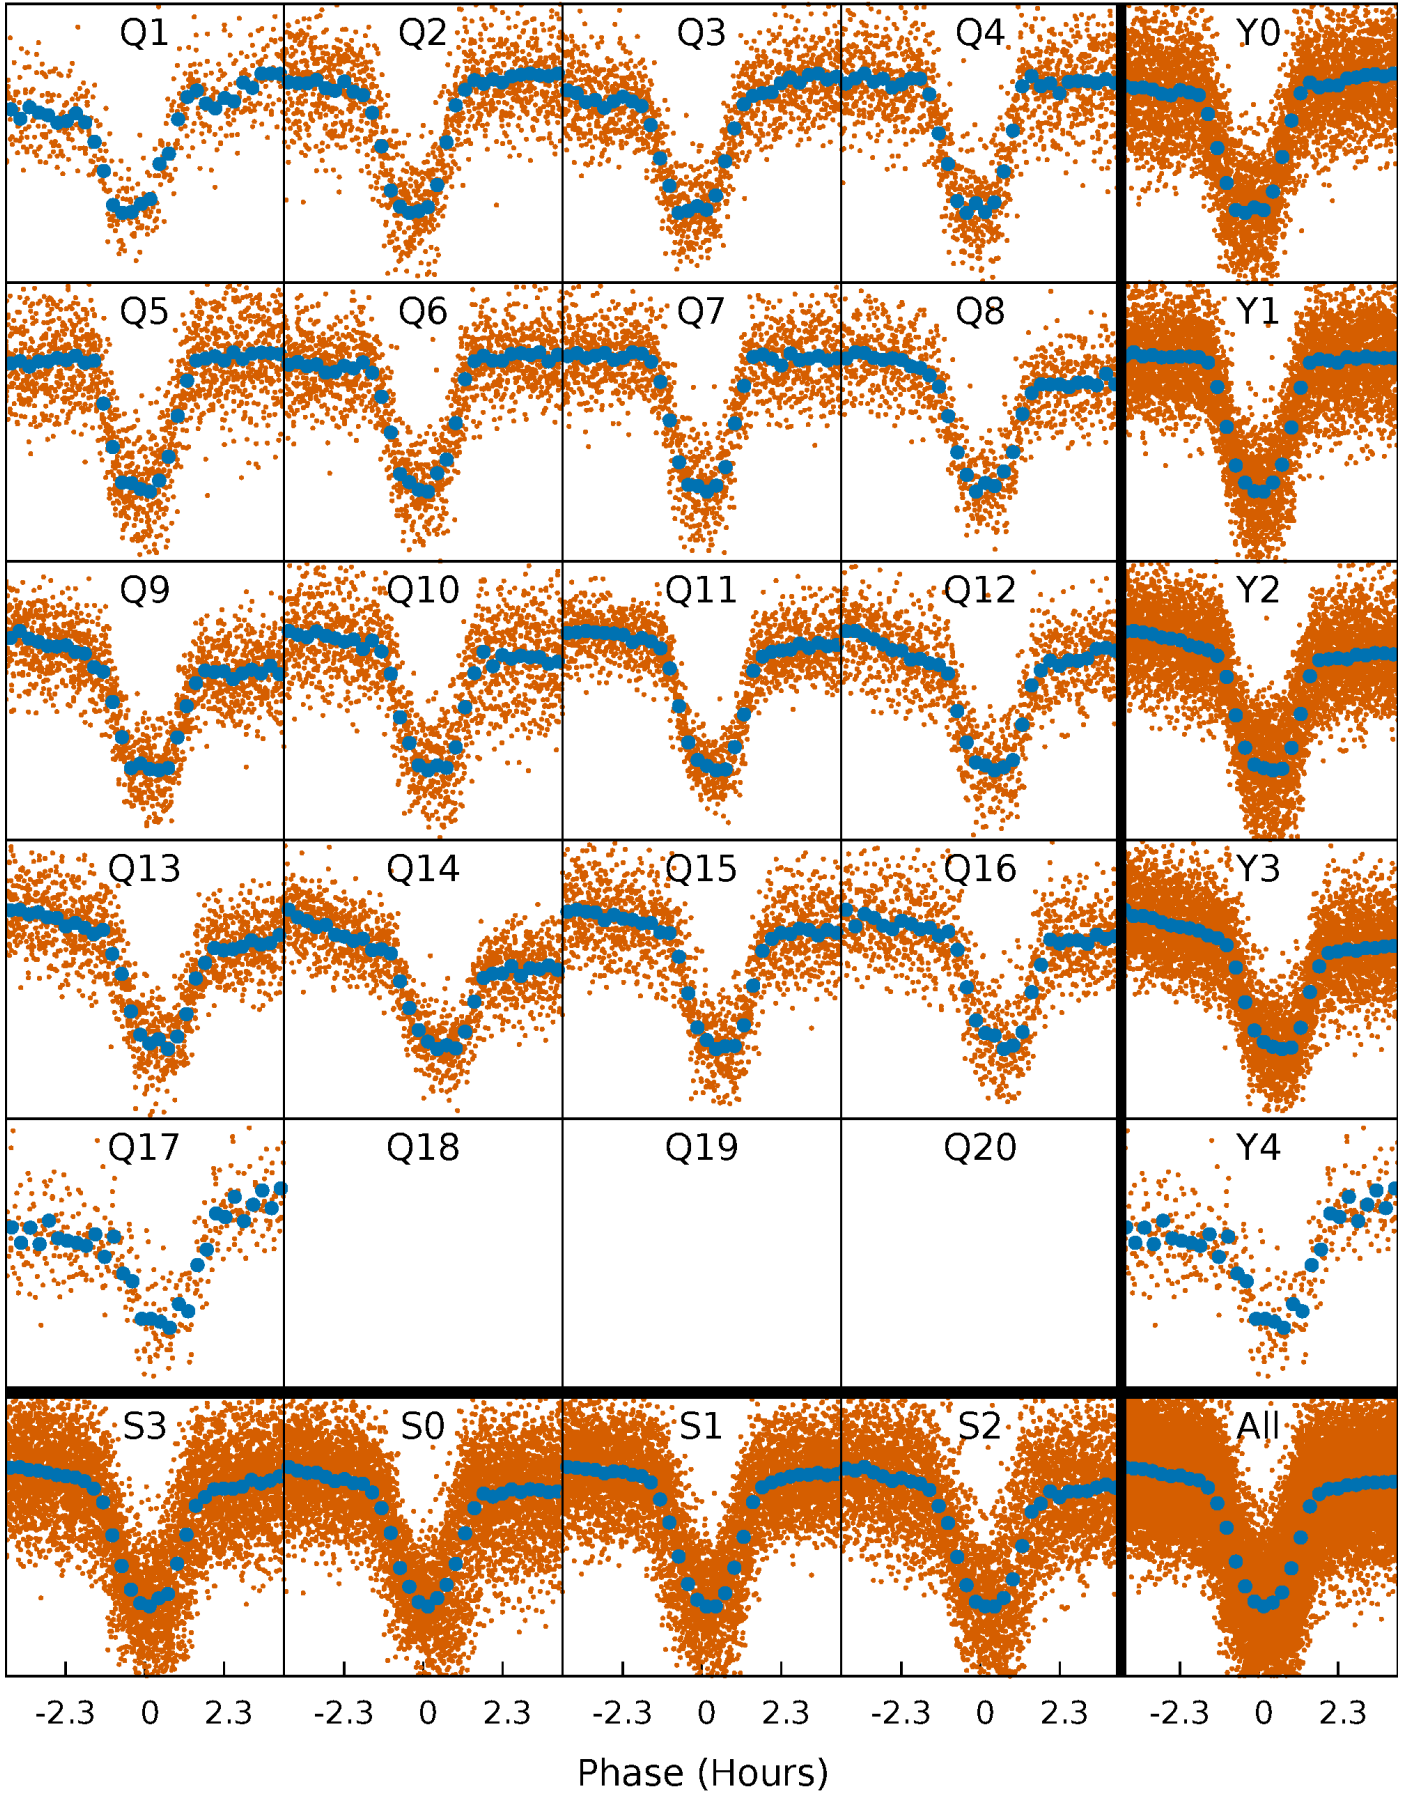 Q1 Q2 Q3 Q4 Y0
Q5 Q6 Q7 Q8 Y1
Q9 Q10 Q11 Q12 Y2
Q13 Q14 Q15 Q16 Y3
Q17 Q18 Q19 Q20 Y4
S3 S0 S1 S2 All
-2.3 0 2.3 -2.3 0 2.3 -2.3 0 2.3 -2.3 0 2.3 -2.3 0 2.3
Phase (Hours)